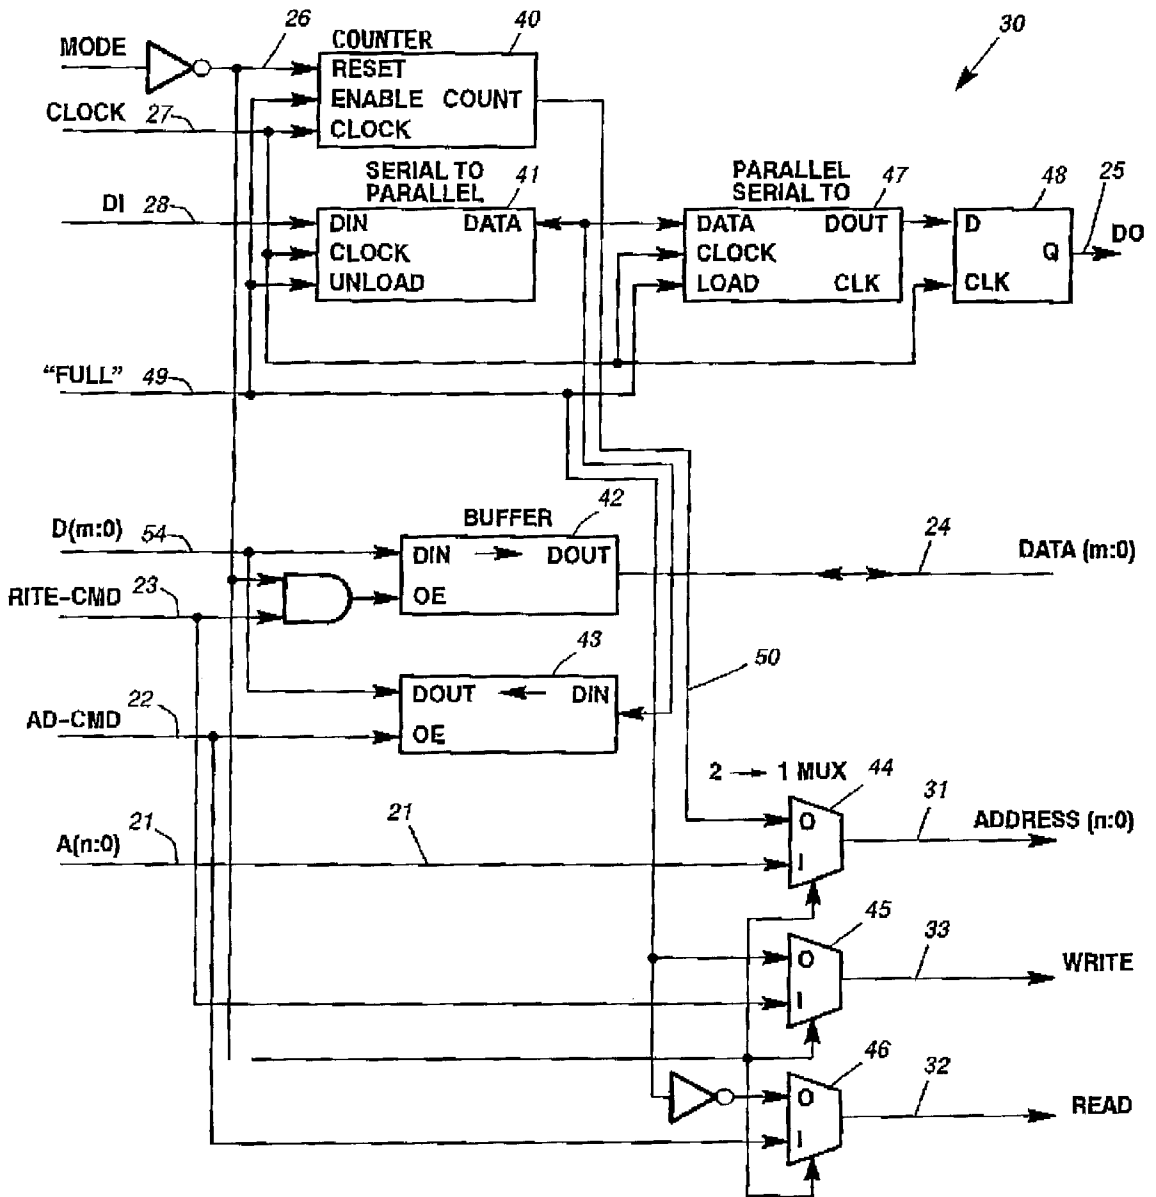 26
40
30
MODE
COUNTER
RESET
ENABLE COUNT
CLOCK
CLOCK 27
SERIAL TO
PARALLEL 41
PARALLEL
SERIAL TO 47
48
25
DI 28
DIN DATA
CLOCK
UNLOAD
DATA DOUT
CLOCK
LOAD CLK
D
Q
CLK
DO
"FULL" 49
D(m:0) 54
BUFFER 42
DIN DOUT
OE
24
DATA (m:0)
RITE-CMD 23
43
DOUT DIN
OE
50
AD-CMD 22
2 → 1 MUX 44
31
A(n:0) 21
21
O
I
ADDRESS (n:0)
45
33
O
I
WRITE
46
32
O
I
READ